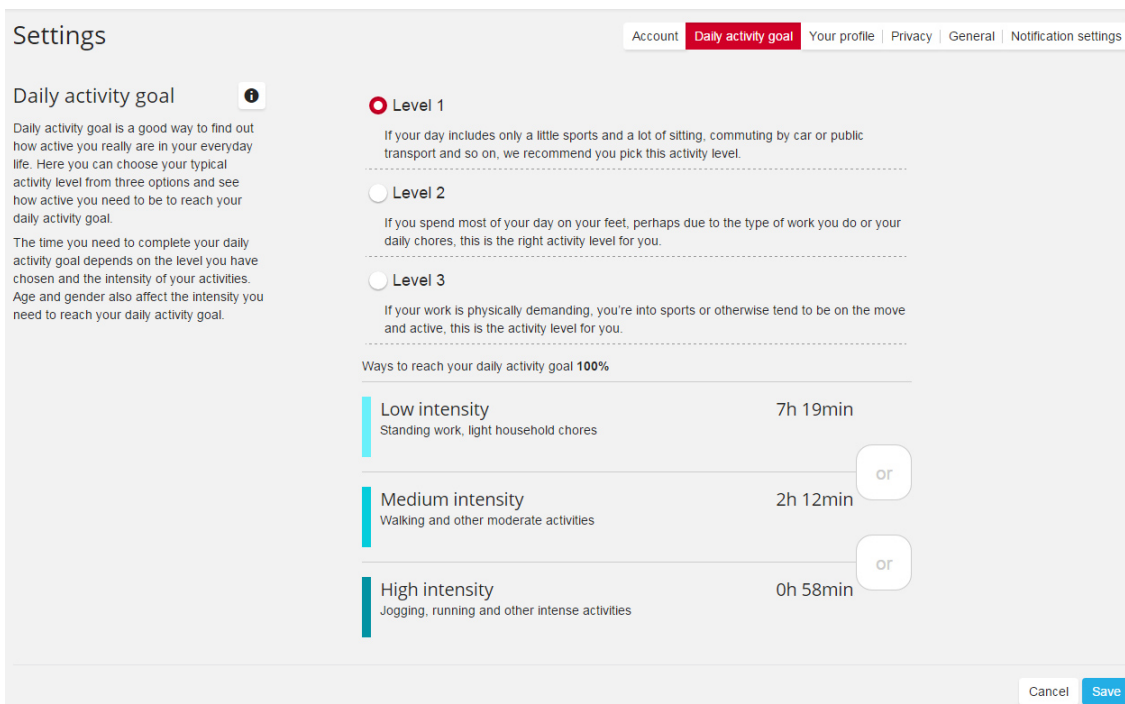 Settings
Account
Daily activity goal
Your profile
Privacy
General
Notification settings
Daily activity goal
Daily activity goal is a good way to find out
how active you really are in your everyday
life. Here you can choose your typical
activity level from three options and see
how active you need to be to reach your
daily activity goal.
The time you need to complete your daily
activity goal depends on the level you have
chosen and the intensity of your activities.
Age and gender also affect the intensity you
need to reach your daily activity goal.
Level 1
If your day includes only a little sports and a lot of sitting, commuting by car or public
transport and so on, we recommend you pick this activity level.
Level 2
If you spend most of your day on your feet, perhaps due to the type of work you do or your
daily chores, this is the right activity level for you.
Level 3
If your work is physically demanding, you're into sports or otherwise tend to be on the move
and active, this is the activity level for you.
Ways to reach your daily activity goal 100%
Low intensity 7h 19min
Standing work, light household chores
or
Medium intensity 2h 12min
Walking and other moderate activities
or
High intensity 0h 58min
Jogging, running and other intense activities
Cancel
Save